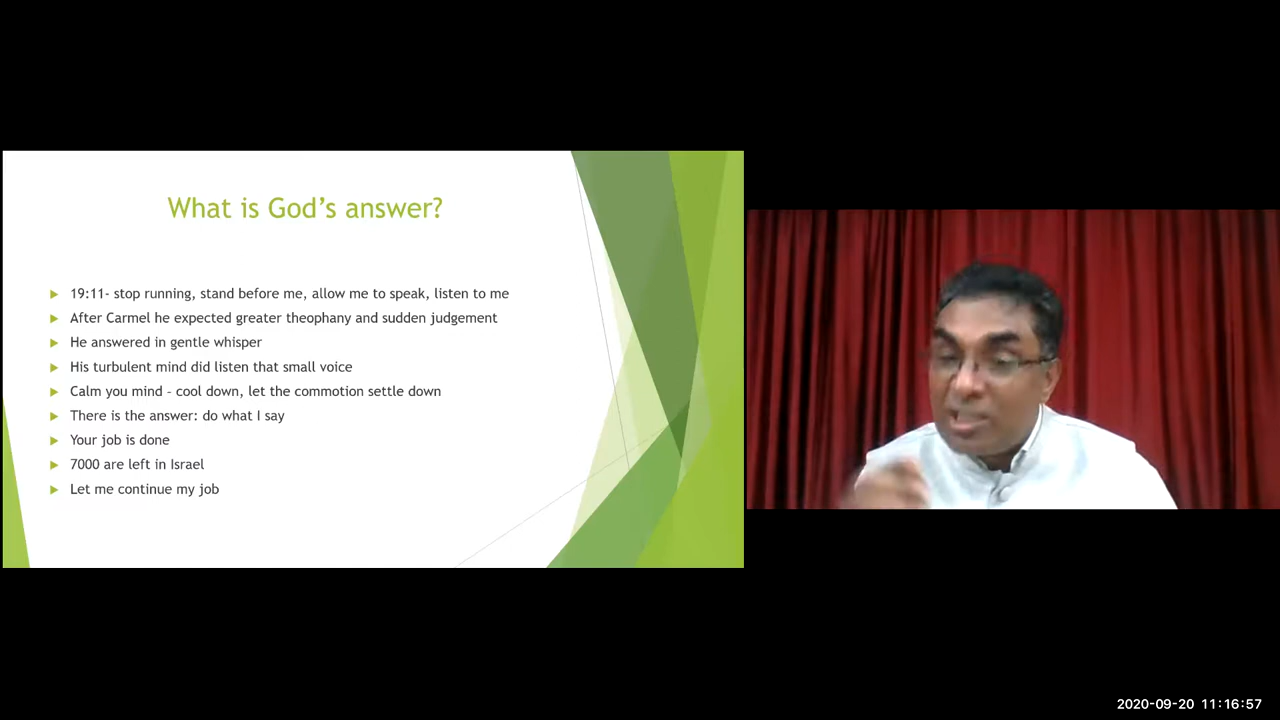 What is God's answer?
19:11- stop running, stand before me, allow me to speak, listen to me
After Carmel he expected greater theophany and sudden judgement
He answered in gentle whisper
His turbulent mind did listen that small voice
Calm you mind – cool down, let the commotion settle down
There is the answer: do what I say
Your job is done
7000 are left in Israel
Let me continue my job
2020-09-20 11:16:57